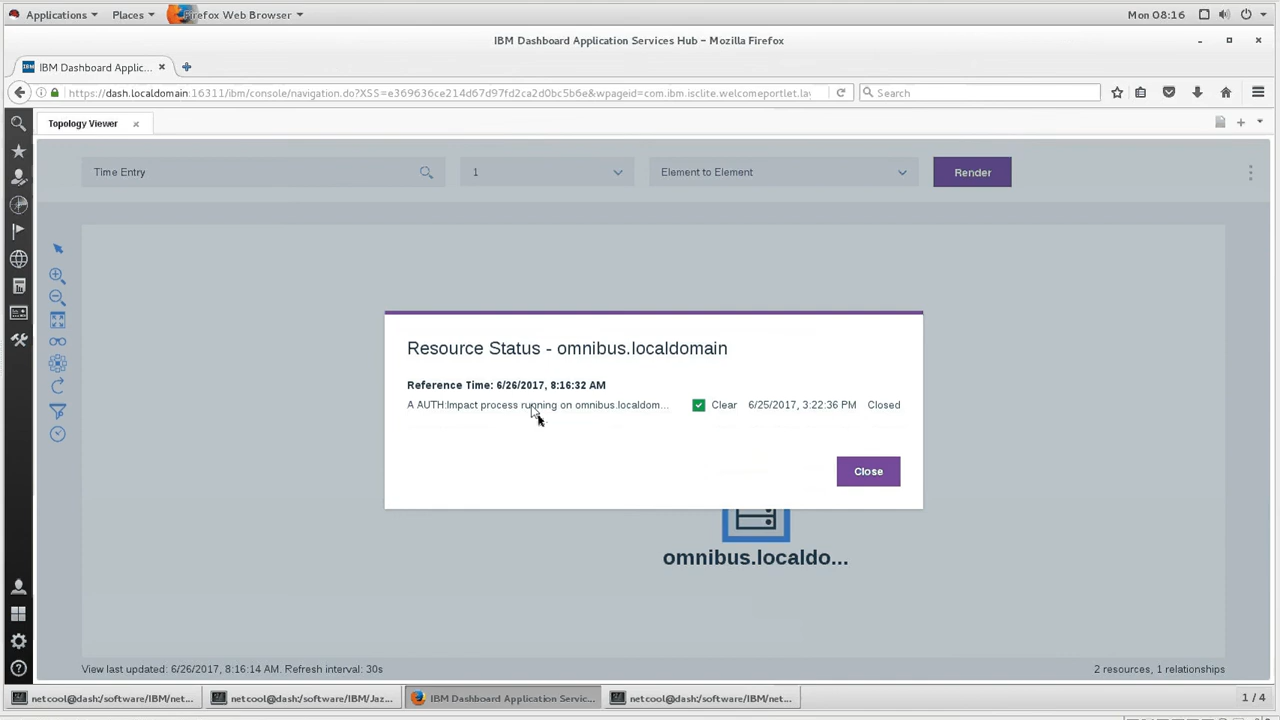 Applications Places Firefox Web Browser Mon 08:16
IBM Dashboard Application Services Hub - Mozilla Firefox
IBM Dashboard Applic...
https://dash.localdomain:16311/ibm/console/navigation.do?XSS=e369636ce214d67d97fd2ca2d0bc5b6e&wpageid=com.ibm.isclite.welcomeportlet.lay Search
Topology Viewer
Time Entry 1 Element to Element Render
Resource Status - omnibus.localdomain
Reference Time: 6/26/2017, 8:16:32 AM
A AUTH:Impact process running on omnibus.localdom... Clear 6/25/2017, 3:22:36 PM Closed
Close
omnibus.localdo...
View last updated: 6/26/2017, 8:16:14 AM. Refresh interval: 30s 2 resources, 1 relationships
netcool@dash:/software/IBM/net... netcool@dash:/software/IBM/Jaz... IBM Dashboard Application Servic... netcool@dash:/software/IBM/net... 1 / 4